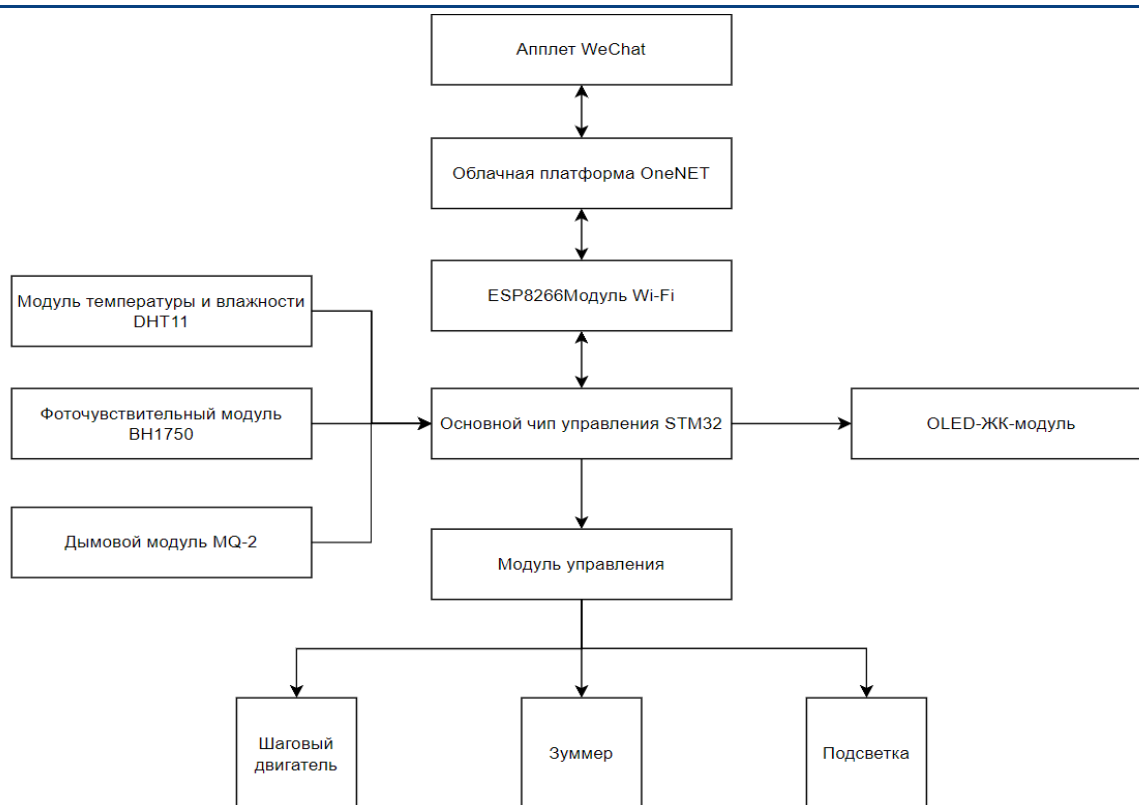 Апплет WeChat
Облачная платформа OneNET
ESP8266Модуль Wi-Fi
Модуль температуры и влажности
DHT11
Фоточувствительный модуль
BH1750
Основной чип управления STM32
OLED-ЖК-модуль
Дымовой модуль MQ-2
Модуль управления
Шаговый
двигатель
Зуммер
Подсветка